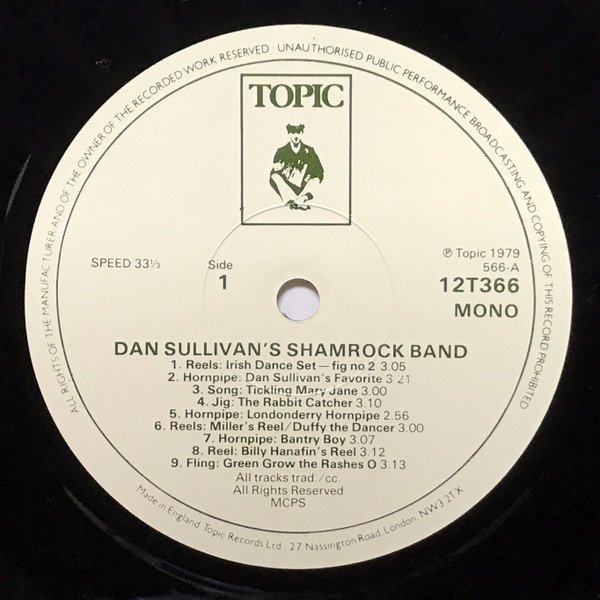 ALL RIGHTS OF THE MANUFACTURER AND OF THE OWNER OF THE RECORDED WORK RESERVED · UNAUTHORISED PUBLIC PERFORMANCE, BROADCASTING AND COPYING OF THIS RECORD PROHIBITED
TOPIC
SPEED 33⅓
Side
1
℗ Topic 1979
566-A
12T366
MONO
DAN SULLIVAN'S SHAMROCK BAND
1. Reels: Irish Dance Set — fig no 2 3.05
2. Hornpipe: Dan Sullivan's Favorite 3.21
3. Song: Tickling Mary Jane 3.00
4. Jig: The Rabbit Catcher 3.10
5. Hornpipe: Londonderry Hornpipe 2.56
6. Reels: Miller's Reel/Duffy the Dancer 3.00
7. Hornpipe: Bantry Boy 3.07
8. Reel: Billy Hanafin's Reel 3.12
9. Fling: Green Grow the Rashes O 3.13
All tracks trad./cc.
All Rights Reserved
MCPS
Made in England Topic Records Ltd., 27 Nassington Road, London, NW3 2TX